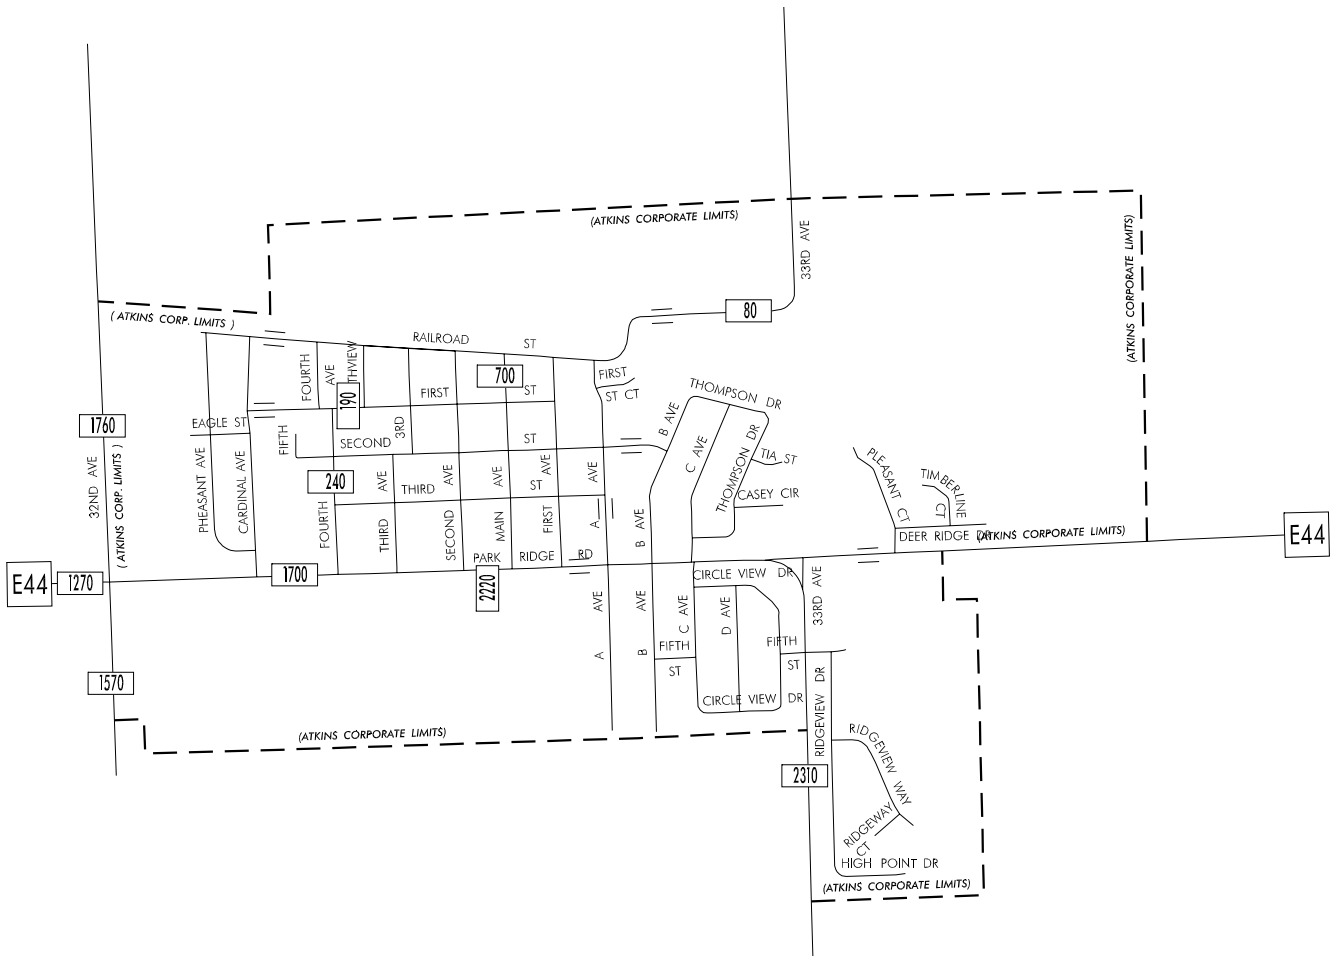 (ATKINS CORPORATE LIMITS)
33RD AVE
(ATKINS CORPORATE LIMITS)
80
( ATKINS CORP. LIMITS )
RAILROAD ST
FOURTH AVE
THVIEW
190
700
FIRST ST
FIRST ST CT
THOMPSON DR
1760
EAGLE ST
FIFTH
SECOND ST
3RD
B AVE
C AVE
THOMPSON DR
TIA ST
CASEY CIR
PLEASANT CT
TIMBERLINE CT
32ND AVE
( ATKINS CORP. LIMITS )
PHEASANT AVE
CARDINAL AVE
240
THIRD ST
FOURTH
THIRD AVE
SECOND AVE
MAIN AVE
FIRST AVE
A AVE
B AVE
DEER RIDGE DR
(ATKINS CORPORATE LIMITS)
E44
E44
1270
1700
PARK RIDGE RD
2220
CIRCLE VIEW DR
33RD AVE
A AVE
B AVE
C AVE
D AVE
FIFTH ST
FIFTH ST
1570
CIRCLE VIEW DR
RIDGEVIEW DR
(ATKINS CORPORATE LIMITS)
RIDGEVIEW WAY
2310
RIDGEWAY CT
HIGH POINT DR
(ATKINS CORPORATE LIMITS)